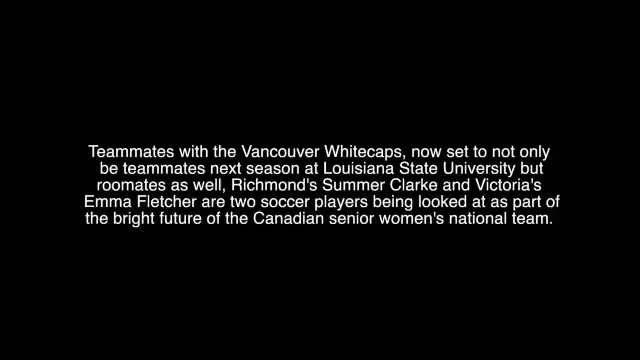 Teammates with the Vancouver Whitecaps, now set to not only
be teammates next season at Louisiana State University but
roomates as well, Richmond's Summer Clarke and Victoria's
Emma Fletcher are two soccer players being looked at as part of
the bright future of the Canadian senior women's national team.